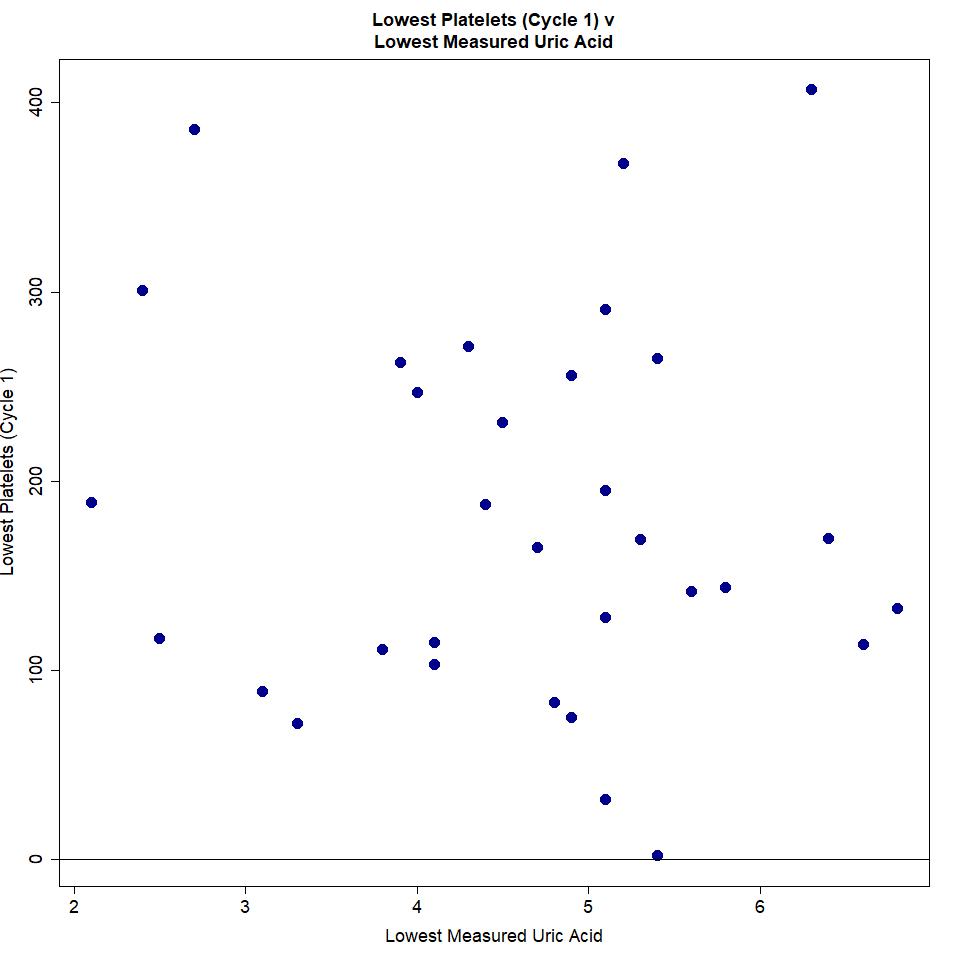 Lowest Platelets (Cycle 1) v
Lowest Measured Uric Acid
400
300
200
100
0
Lowest Platelets (Cycle 1)
2 3 4 5 6
Lowest Measured Uric Acid